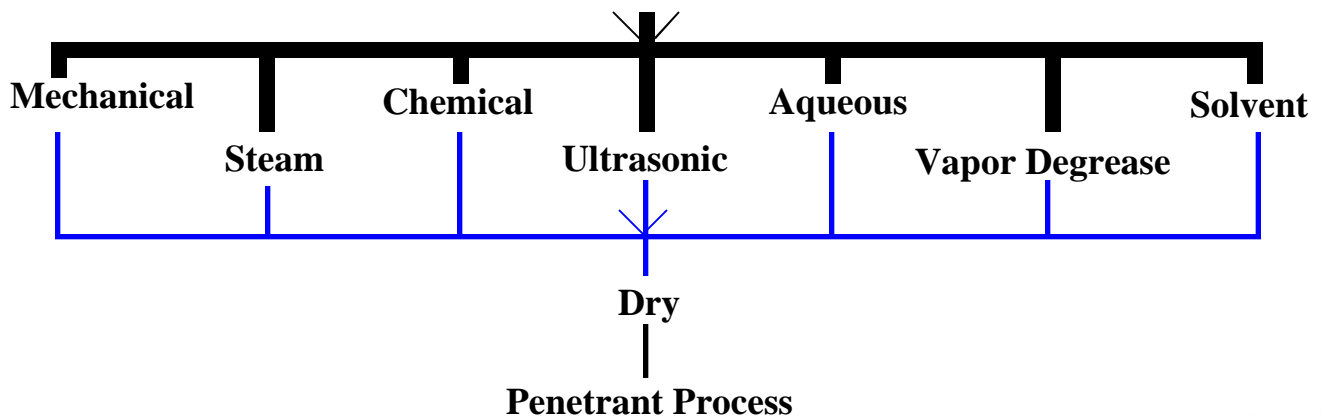 Mechanical
Chemical
Aqueous
Solvent
Steam
Ultrasonic
Vapor Degrease
Dry
Penetrant Process